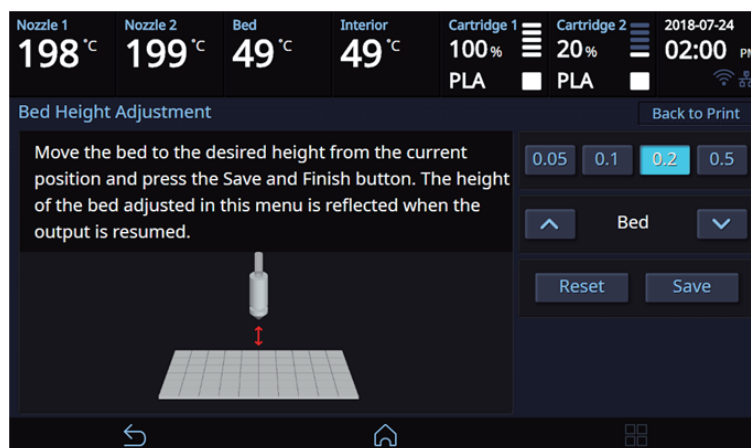 Nozzle 1
198 °C
Nozzle 2
199 °C
Bed
49 °C
Interior
49 °C
Cartridge 1
100 %
PLA
Cartridge 2
20 %
PLA
2018-07-24
02:00
Bed Height Adjustment
Back to Print
Move the bed to the desired height from the current
position and press the Save and Finish button. The height
of the bed adjusted in this menu is reflected when the
output is resumed.
0.05 0.1 0.2 0.5
Bed
Reset Save